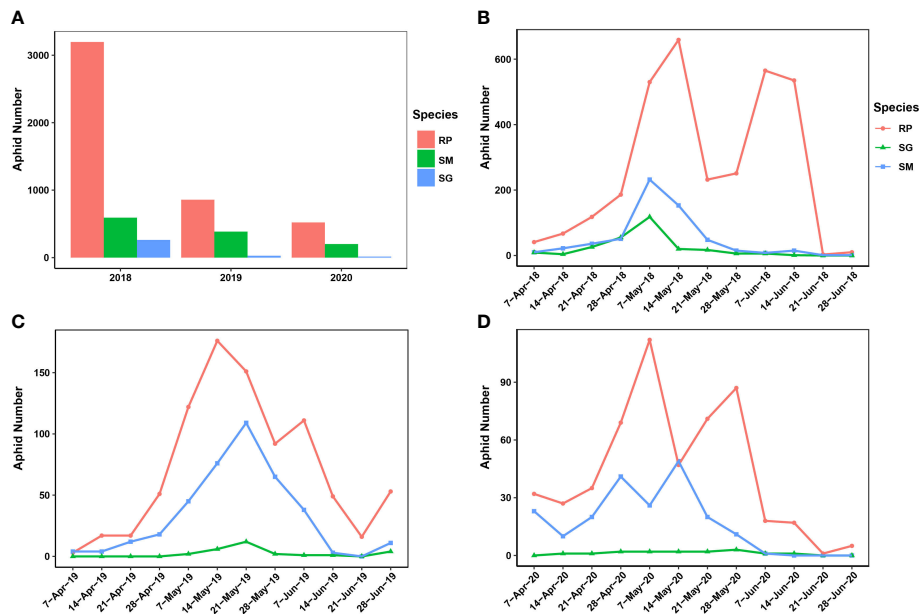 A
Aphid Number
3000
2000
1000
0
2018
2019
2020
Species
RP
SM
SG
B
Aphid Number
600
400
200
0
7-Apr-18
14-Apr-18
21-Apr-18
28-Apr-18
7-May-18
14-May-18
21-May-18
28-May-18
7-Jun-18
14-Jun-18
21-Jun-18
28-Jun-18
Species
RP
SG
SM
C
Aphid Number
150
100
50
0
7-Apr-19
14-Apr-19
21-Apr-19
28-Apr-19
7-May-19
14-May-19
21-May-19
28-May-19
7-Jun-19
14-Jun-19
21-Jun-19
28-Jun-19
D
Aphid Number
90
60
30
0
7-Apr-20
14-Apr-20
21-Apr-20
28-Apr-20
7-May-20
14-May-20
21-May-20
28-May-20
7-Jun-20
14-Jun-20
21-Jun-20
28-Jun-20